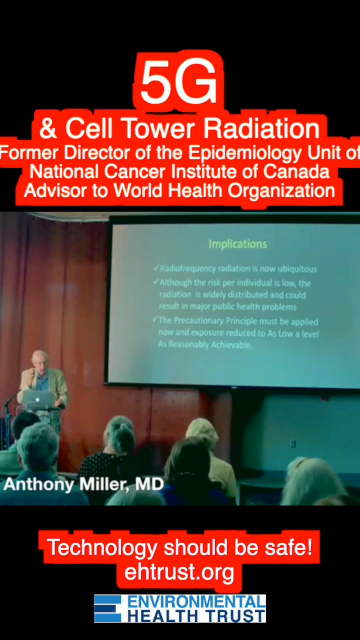 5G
& Cell Tower Radiation
Former Director of the Epidemiology Unit of
National Cancer Institute of Canada
Advisor to World Health Organization
Implications
✓Radiofrequency radiation is now ubiquitous
✓Although the risk per individual is low, the
radiation is widely distributed and could
result in major public health problems
✓The Precautionary Principle must be applied
now and exposure reduced to As Low a level
As Reasonably Achievable.
Anthony Miller, MD
Technology should be safe!
ehtrust.org
ENVIRONMENTAL
HEALTH TRUST